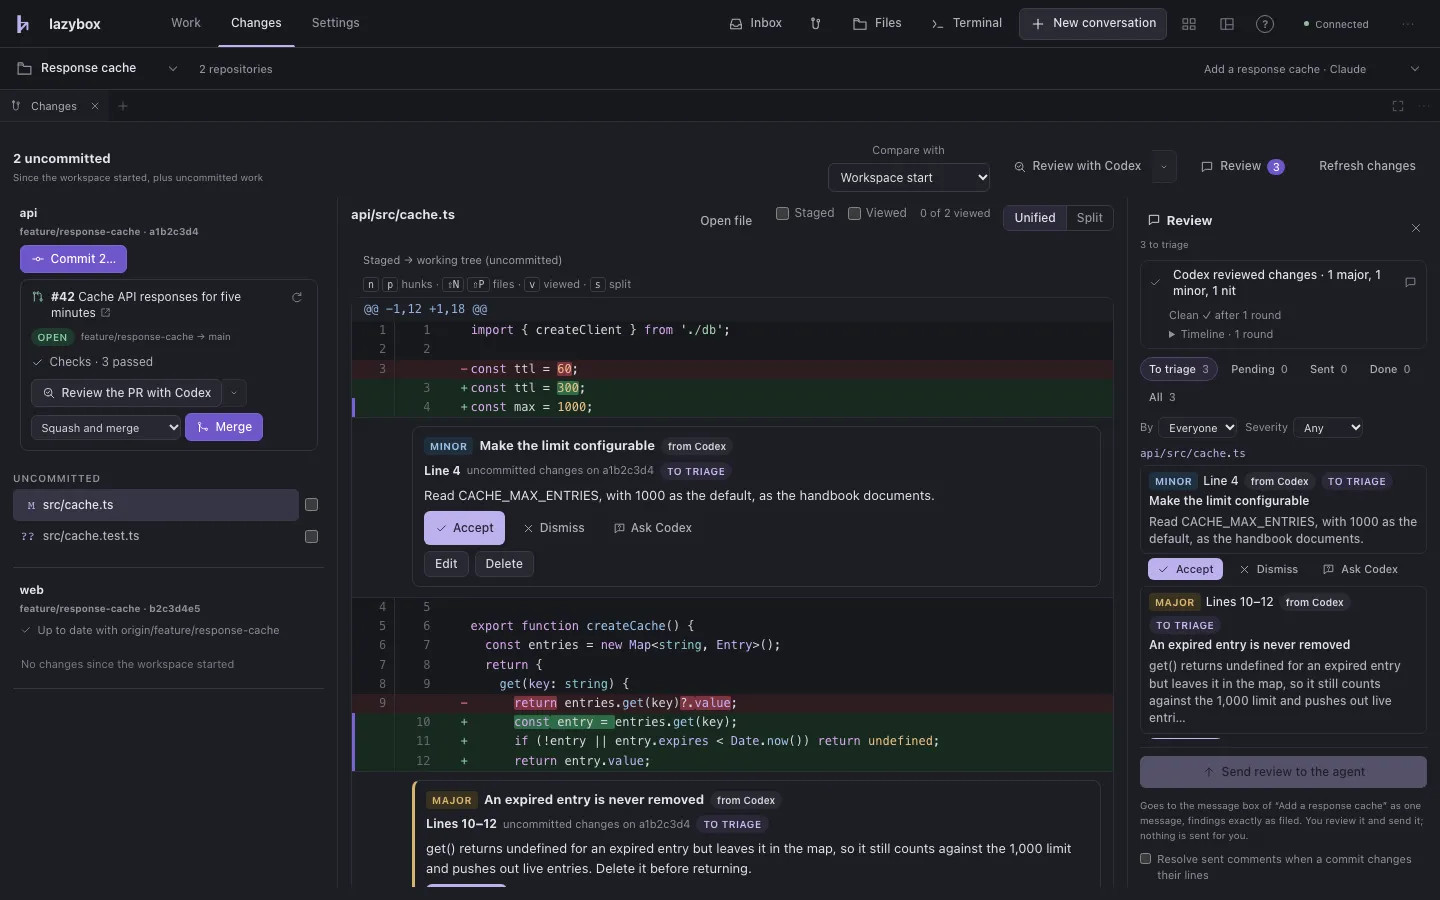 lazybox
Work
Changes
Settings
Inbox
Files
Terminal
New conversation
Connected
Response cache
2 repositories
Add a response cache · Claude
Changes
2 uncommitted
Since the workspace started, plus uncommitted work
Compare with
Workspace start
Review with Codex
Review 3
Refresh changes
api
feature/response-cache · a1b2c3d4
Commit 2...
#42 Cache API responses for five
minutes
OPEN feature/response-cache → main
Checks · 3 passed
Review the PR with Codex
Squash and merge
Merge
UNCOMMITTED
M src/cache.ts
?? src/cache.test.ts
web
feature/response-cache · b2c3d4e5
Up to date with origin/feature/response-cache
No changes since the workspace started
api/src/cache.ts
Open file
Staged
Viewed
0 of 2 viewed
Unified
Split
Staged → working tree (uncommitted)
n p hunks · ⇧N ⇧P files · v viewed · s split
@@ −1,12 +1,18 @@
1 1 import { createClient } from './db';
2 2
3 −const ttl = 60;
3 +const ttl = 300;
4 +const max = 1000;
MINOR Make the limit configurable from Codex
Line 4 uncommitted changes on a1b2c3d4 TO TRIAGE
Read CACHE_MAX_ENTRIES, with 1000 as the default, as the handbook documents.
Accept
Dismiss
Ask Codex
Edit
Delete
4 5
5 6 export function createCache() {
6 7 const entries = new Map<string, Entry>();
7 8 return {
8 9 get(key: string) {
9 − return entries.get(key)?.value;
10 + const entry = entries.get(key);
11 + if (!entry || entry.expires < Date.now()) return undefined;
12 + return entry.value;
MAJOR An expired entry is never removed from Codex
Lines 10–12 uncommitted changes on a1b2c3d4 TO TRIAGE
get() returns undefined for an expired entry but leaves it in the map, so it still counts against the 1,000 limit
and pushes out live entries. Delete it before returning.
Review
3 to triage
Codex reviewed changes · 1 major, 1
minor, 1 nit
Clean ✓ after 1 round
Timeline · 1 round
To triage 3
Pending 0
Sent 0
Done 0
All 3
By Everyone Severity Any
api/src/cache.ts
MINOR Line 4 from Codex TO TRIAGE
Make the limit configurable
Read CACHE_MAX_ENTRIES, with 1000 as the
default, as the handbook documents.
Accept
Dismiss
Ask Codex
MAJOR Lines 10–12 from Codex
TO TRIAGE
An expired entry is never removed
get() returns undefined for an expired entry
but leaves it in the map, so it still counts
against the 1,000 limit and pushes out live
entri...
Send review to the agent
Goes to the message box of "Add a response cache" as one
message, findings exactly as filed. You review it and send it;
nothing is sent for you.
Resolve sent comments when a commit changes
their lines